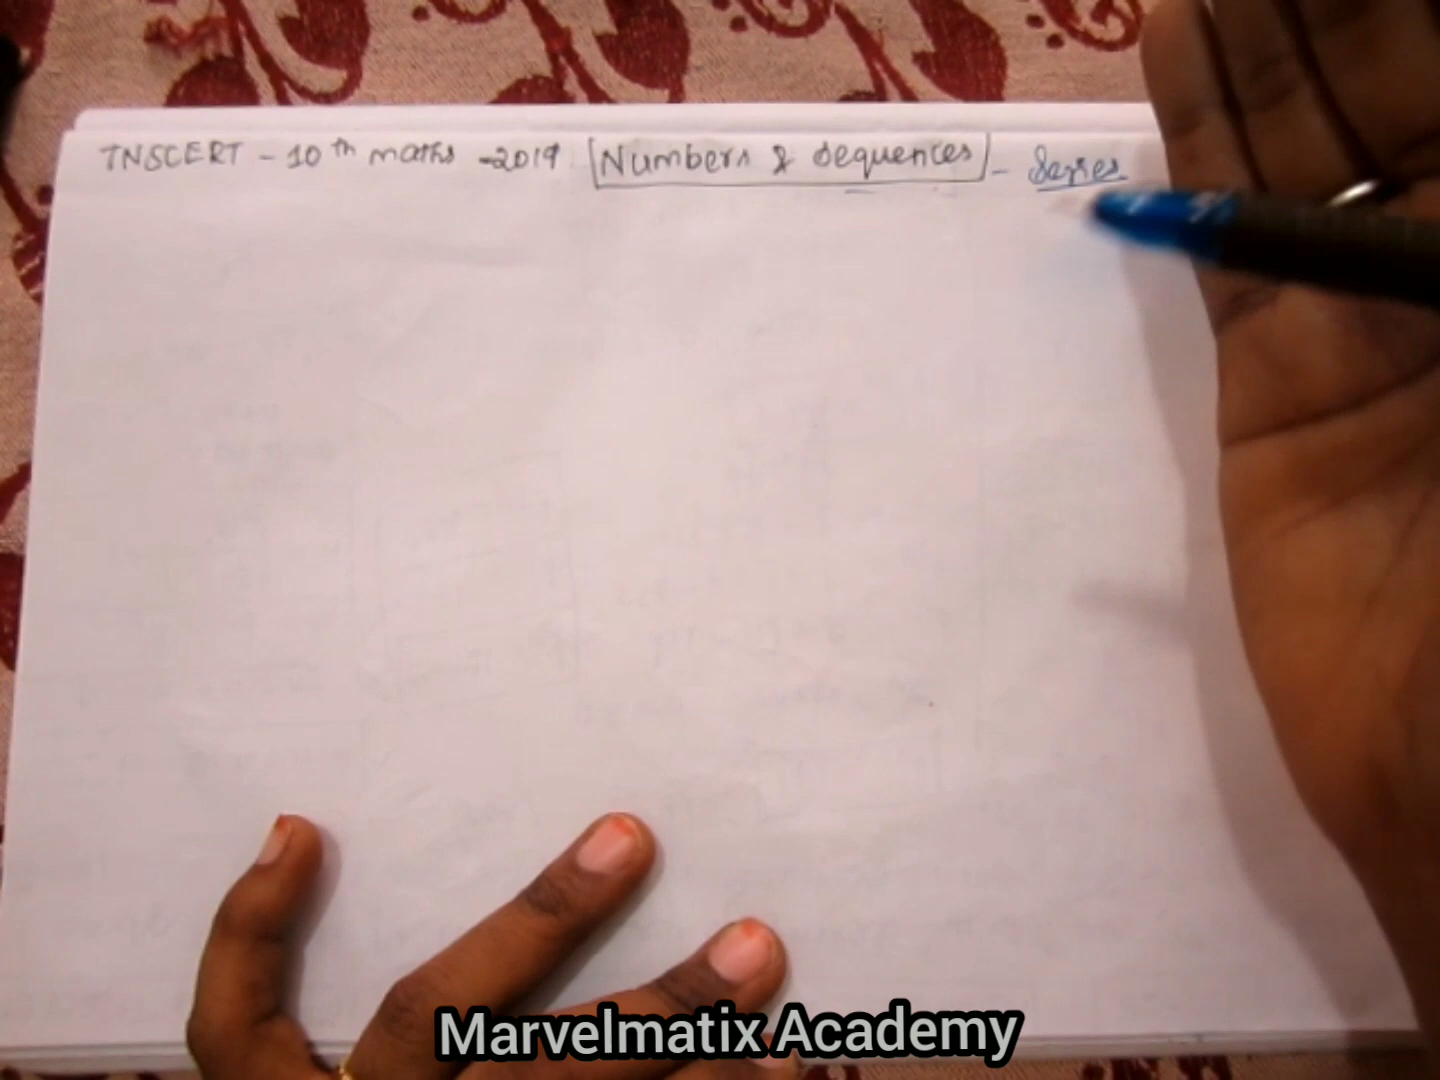 TNSCERT - 10th maths - 2019 Numbers & Sequences - Series
Marvelmatix Academy